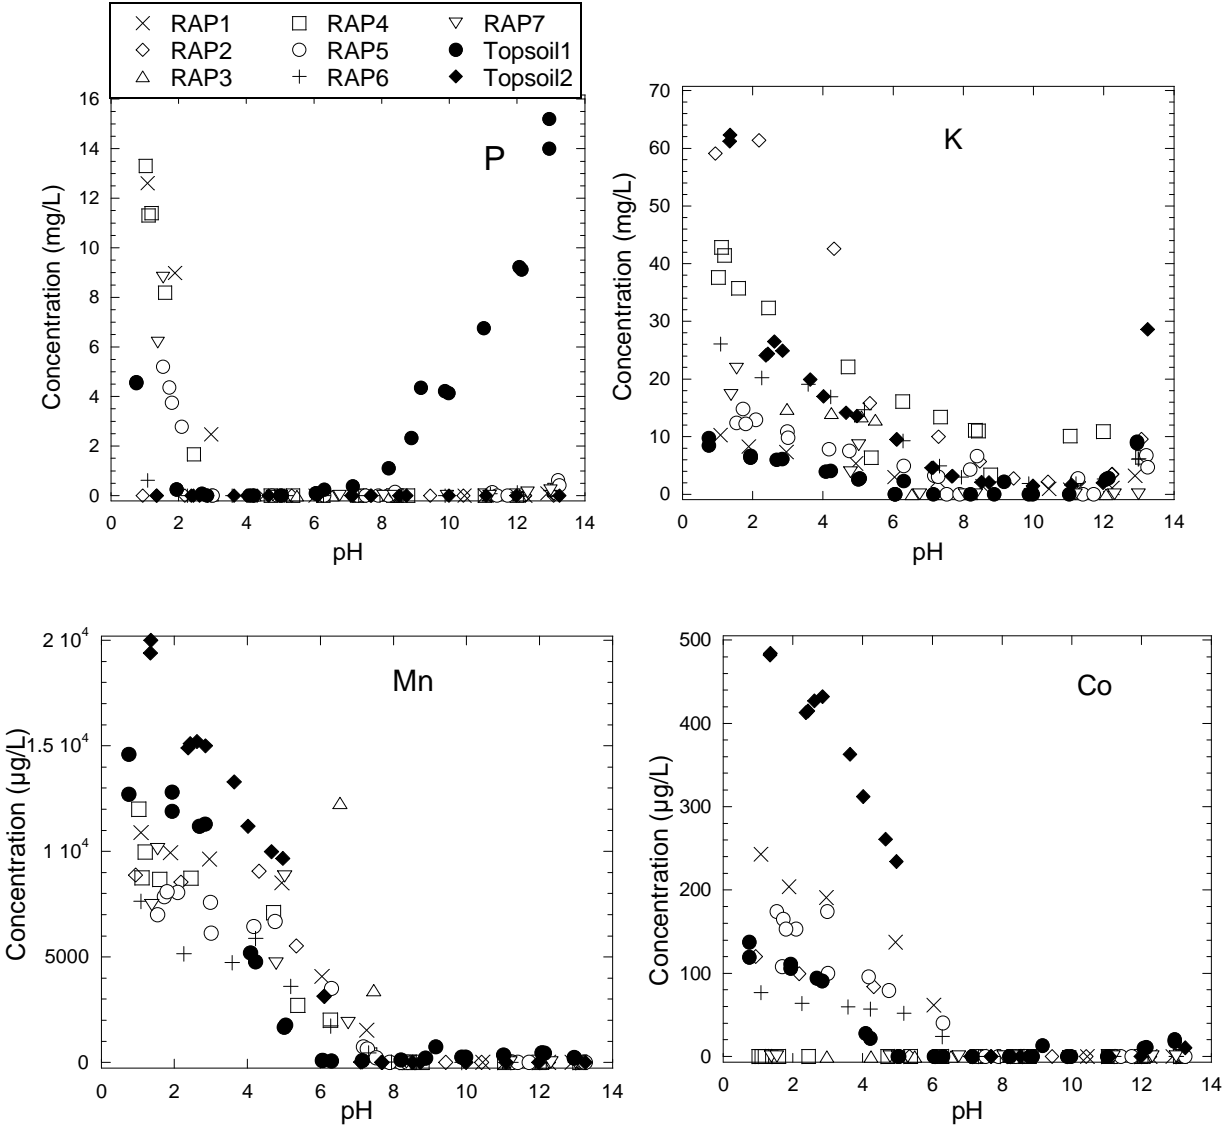 RAP1 RAP4 RAP7
RAP2 RAP5 Topsoil1
RAP3 RAP6 Topsoil2
P
Concentration (mg/L)
16
14
12
10
8
6
4
2
0
0 2 4 6 8 10 12 14
pH
K
Concentration (mg/L)
70
60
50
40
30
20
10
0
0 2 4 6 8 10 12 14
pH
Mn
Concentration (µg/L)
2 10⁴
1.5 10⁴
1 10⁴
5000
0
0 2 4 6 8 10 12 14
pH
Co
Concentration (µg/L)
500
400
300
200
100
0
0 2 4 6 8 10 12 14
pH